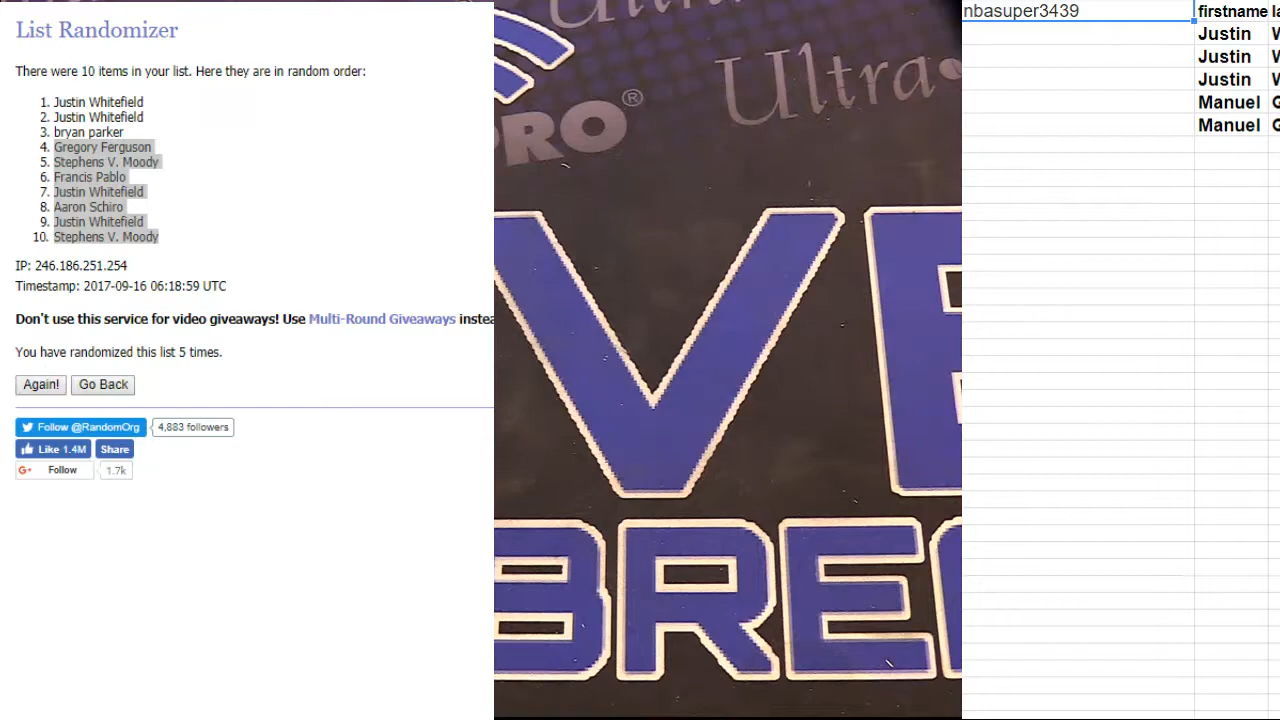 List Randomizer
There were 10 items in your list. Here they are in random order:
1. Justin Whitefield
2. Justin Whitefield
3. bryan parker
4. Gregory Ferguson
5. Stephens V. Moody
6. Francis Pablo
7. Justin Whitefield
8. Aaron Schiro
9. Justin Whitefield
10. Stephens V. Moody
IP: 246.186.251.254
Timestamp: 2017-09-16 06:18:59 UTC
Don't use this service for video giveaways! Use Multi-Round Giveaways instea
You have randomized this list 5 times.
Again! Go Back
Follow @RandomOrg 4,883 followers
Like 1.4M Share
G+ Follow 1.7k
Ultra
PRO®
Ultra
V
BRE
nbasuper3439 firstname la
Justin W
Justin W
Justin W
Manuel G
Manuel G